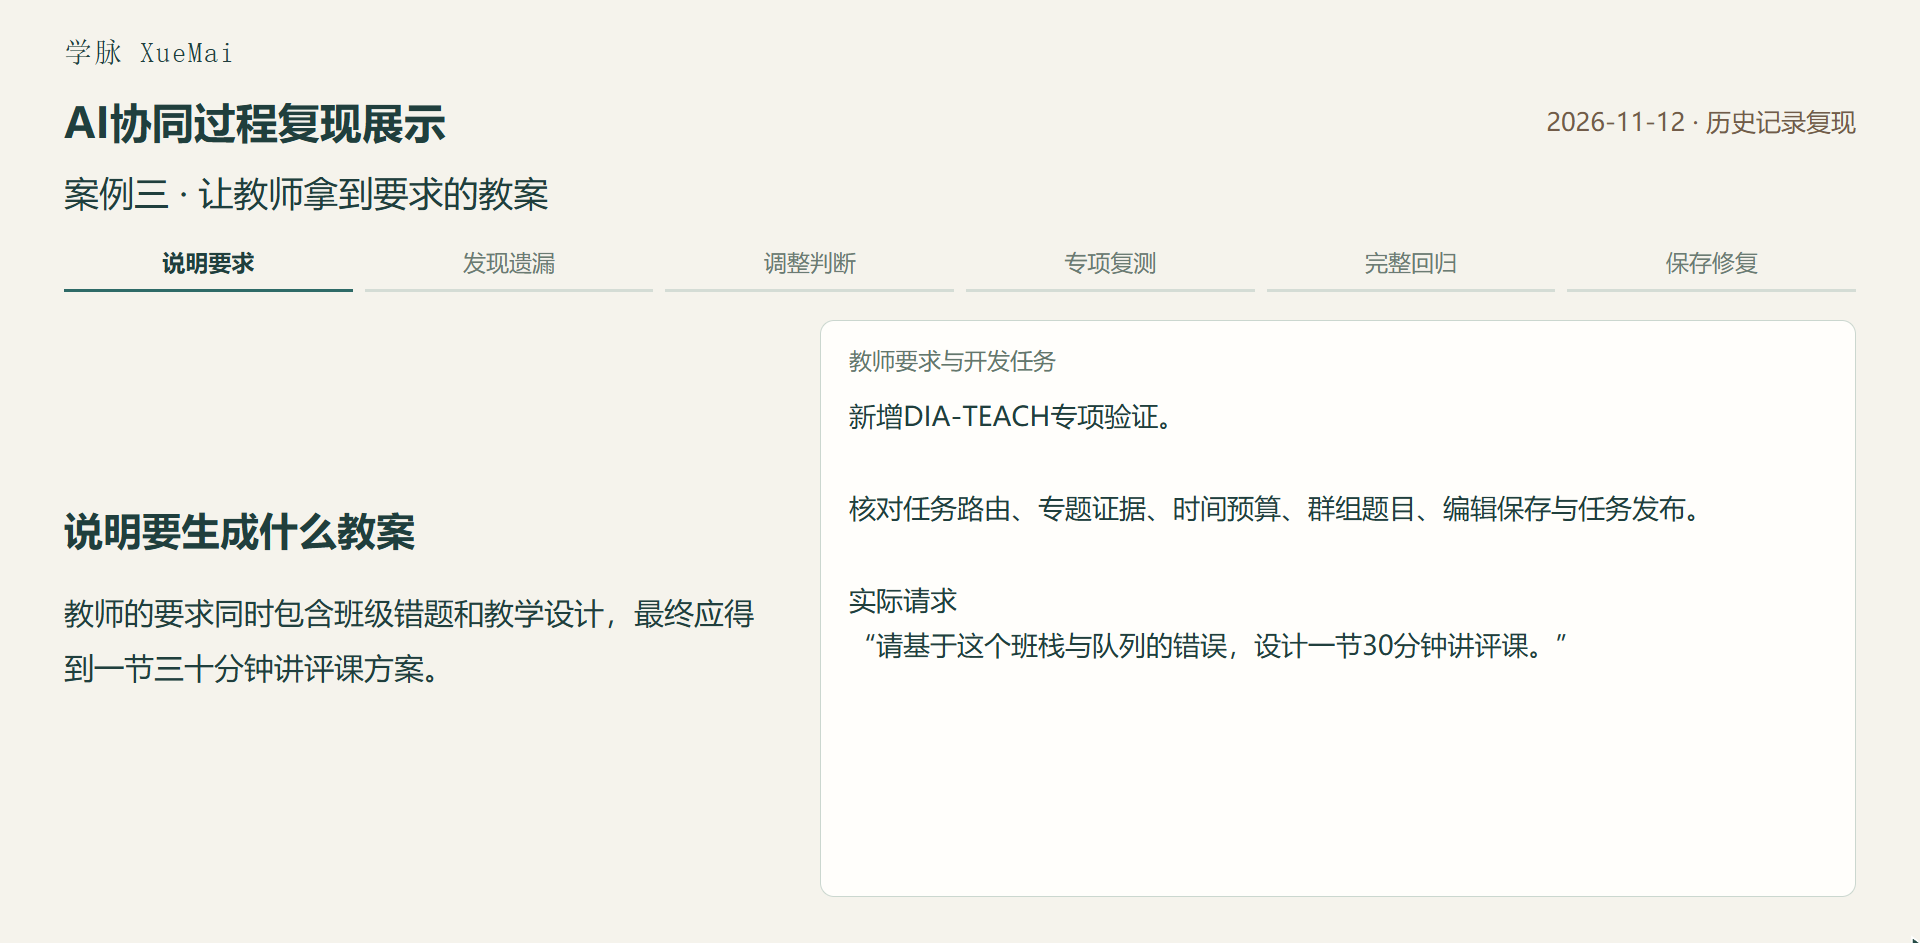 学脉 XueMai
AI协同过程复现展示
2026-11-12 · 历史记录复现
案例三 · 让教师拿到要求的教案
说明要求
发现遗漏
调整判断
专项复测
完整回归
保存修复
说明要生成什么教案
教师的要求同时包含班级错题和教学设计，最终应得
到一节三十分钟讲评课方案。
教师要求与开发任务
新增DIA-TEACH专项验证。
核对任务路由、专题证据、时间预算、群组题目、编辑保存与任务发布。
实际请求
“请基于这个班栈与队列的错误，设计一节30分钟讲评课。”